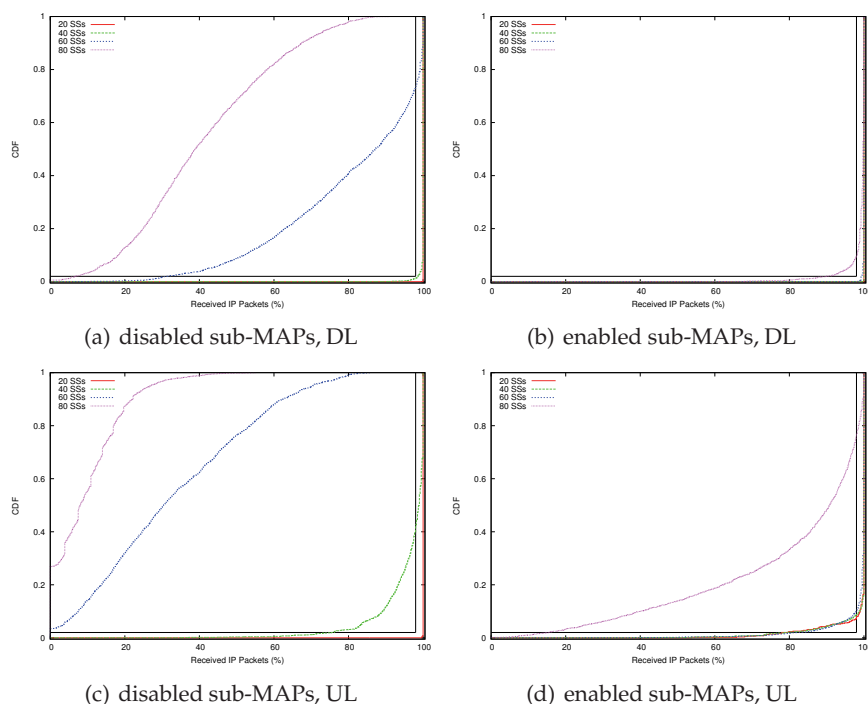 1
0.8
0.6
0.4
0.2
0
0 20 40 60 80 100
CDF
Received IP Packets (%)
20 SSs
40 SSs
60 SSs
80 SSs
(a) disabled sub-MAPs, DL
1
0.8
0.6
0.4
0.2
0
0 20 40 60 80 100
CDF
Received IP Packets (%)
20 SSs
40 SSs
60 SSs
80 SSs
(b) enabled sub-MAPs, DL
1
0.8
0.6
0.4
0.2
0
0 20 40 60 80 100
CDF
Received IP Packets (%)
20 SSs
40 SSs
60 SSs
80 SSs
(c) disabled sub-MAPs, UL
1
0.8
0.6
0.4
0.2
0
0 20 40 60 80 100
CDF
Received IP Packets (%)
20 SSs
40 SSs
60 SSs
80 SSs
(d) enabled sub-MAPs, UL